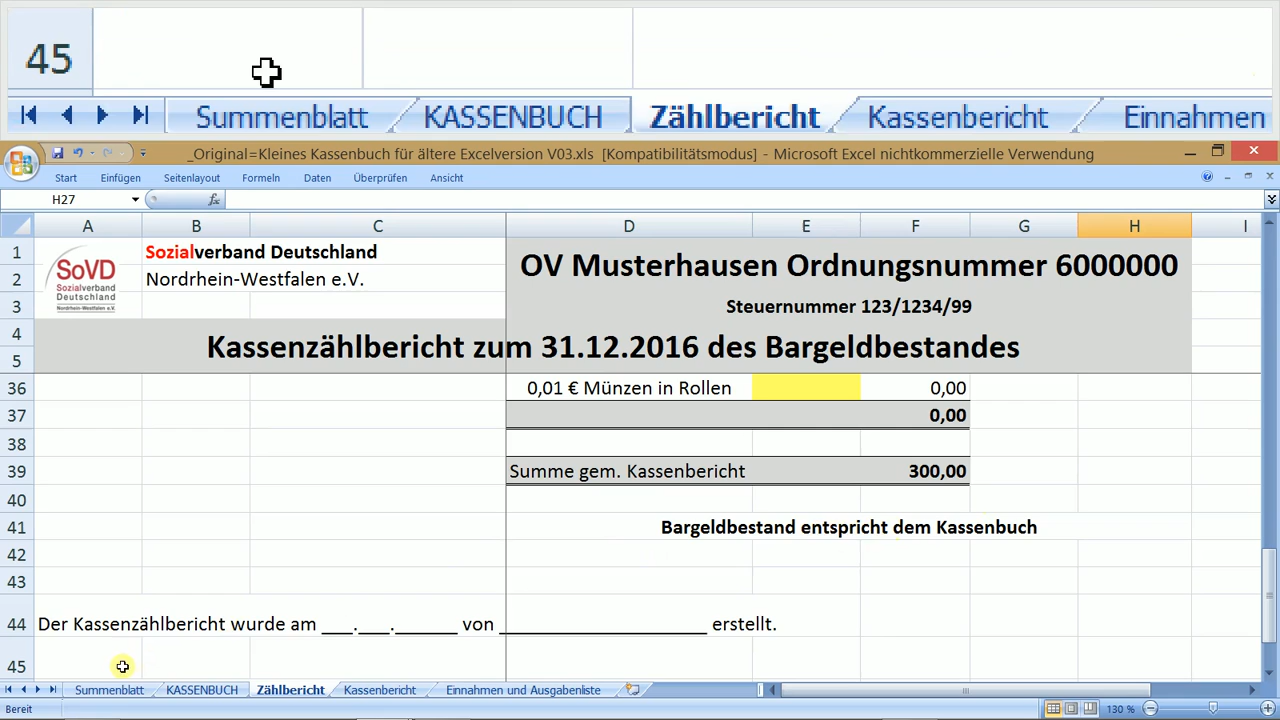 45
Summenblatt KASSENBUCH Zählbericht Kassenbericht Einnahmen
_Original=Kleines Kassenbuch für ältere Excelversion V03.xls [Kompatibilitätsmodus] - Microsoft Excel nichtkommerzielle Verwendung
Start Einfügen Seitenlayout Formeln Daten Überprüfen Ansicht
H27 fx
A B C D E F G H I
1 Sozialverband Deutschland
OV Musterhausen Ordnungsnummer 6000000
2 Nordrhein-Westfalen e.V.
SoVD
Sozialverband
Deutschland
Nordrhein-Westfalen e.V.
3 Steuernummer 123/1234/99
4
Kassenzählbericht zum 31.12.2016 des Bargeldbestandes
5
36 0,01 € Münzen in Rollen 0,00
37 0,00
38
39 Summe gem. Kassenbericht 300,00
40
41 Bargeldbestand entspricht dem Kassenbuch
42
43
44 Der Kassenzählbericht wurde am ___.___.______ von ____________________ erstellt.
45
Summenblatt KASSENBUCH Zählbericht Kassenbericht Einnahmen und Ausgabenliste
Bereit 130 %